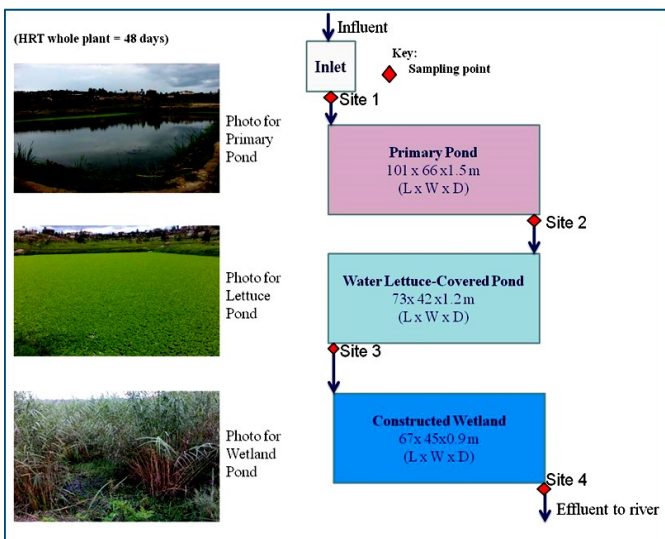 (HRT whole plant = 48 days)
Influent
Inlet
Key:
Sampling point
Site 1
Photo for
Primary
Pond
Primary Pond
101 x 66 x1.5 m
(L x W x D)
Site 2
Photo for
Lettuce
Pond
Water Lettuce-Covered Pond
73x 42 x1.2 m
(L x W x D)
Site 3
Photo for
Wetland
Pond
Constructed Wetland
67x 45x0.9 m
(L x W x D)
Site 4
Effluent to river